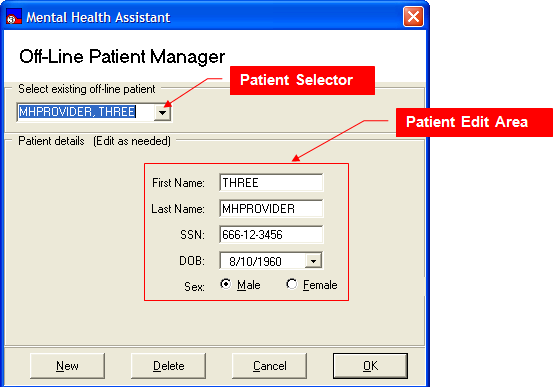 Mental Health Assistant
Off-Line Patient Manager
Patient Selector
Select existing off-line patient
MHPROVIDER, THREE
Patient Edit Area
Patient details (Edit as needed)
First Name: THREE
Last Name: MHPROVIDER
SSN: 666-12-3456
DOB: 8/10/1960
Sex: Male Female
New Delete Cancel OK